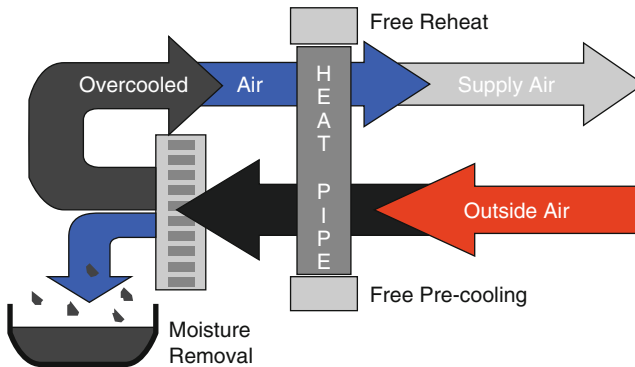 Free Reheat
Overcooled Air
Supply Air
HEAT PIPE
Outside Air
Free Pre-cooling
Moisture
Removal